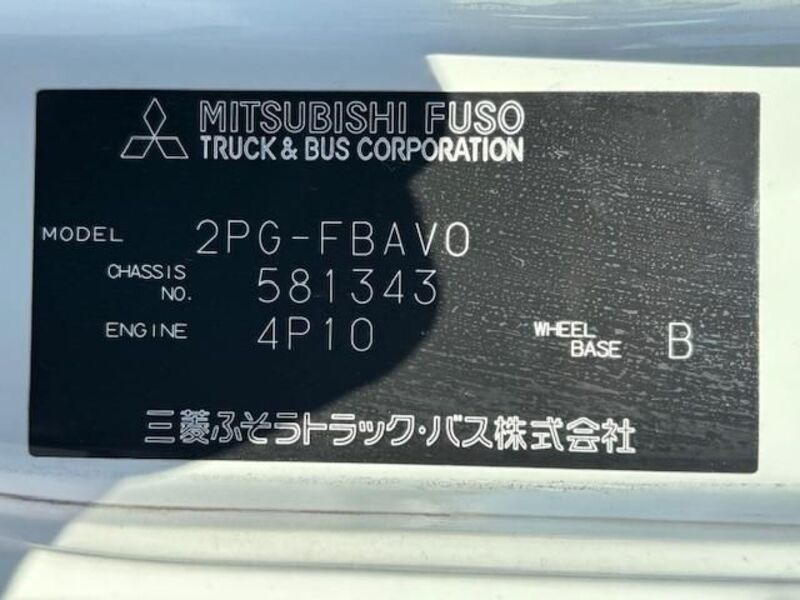 MITSUBISHI FUSO
TRUCK & BUS CORPORATION
MODEL 2PG-FBAV0
CHASSIS NO. 581343
ENGINE 4P10 WHEEL BASE B
三菱ふそうトラック・バス株式会社